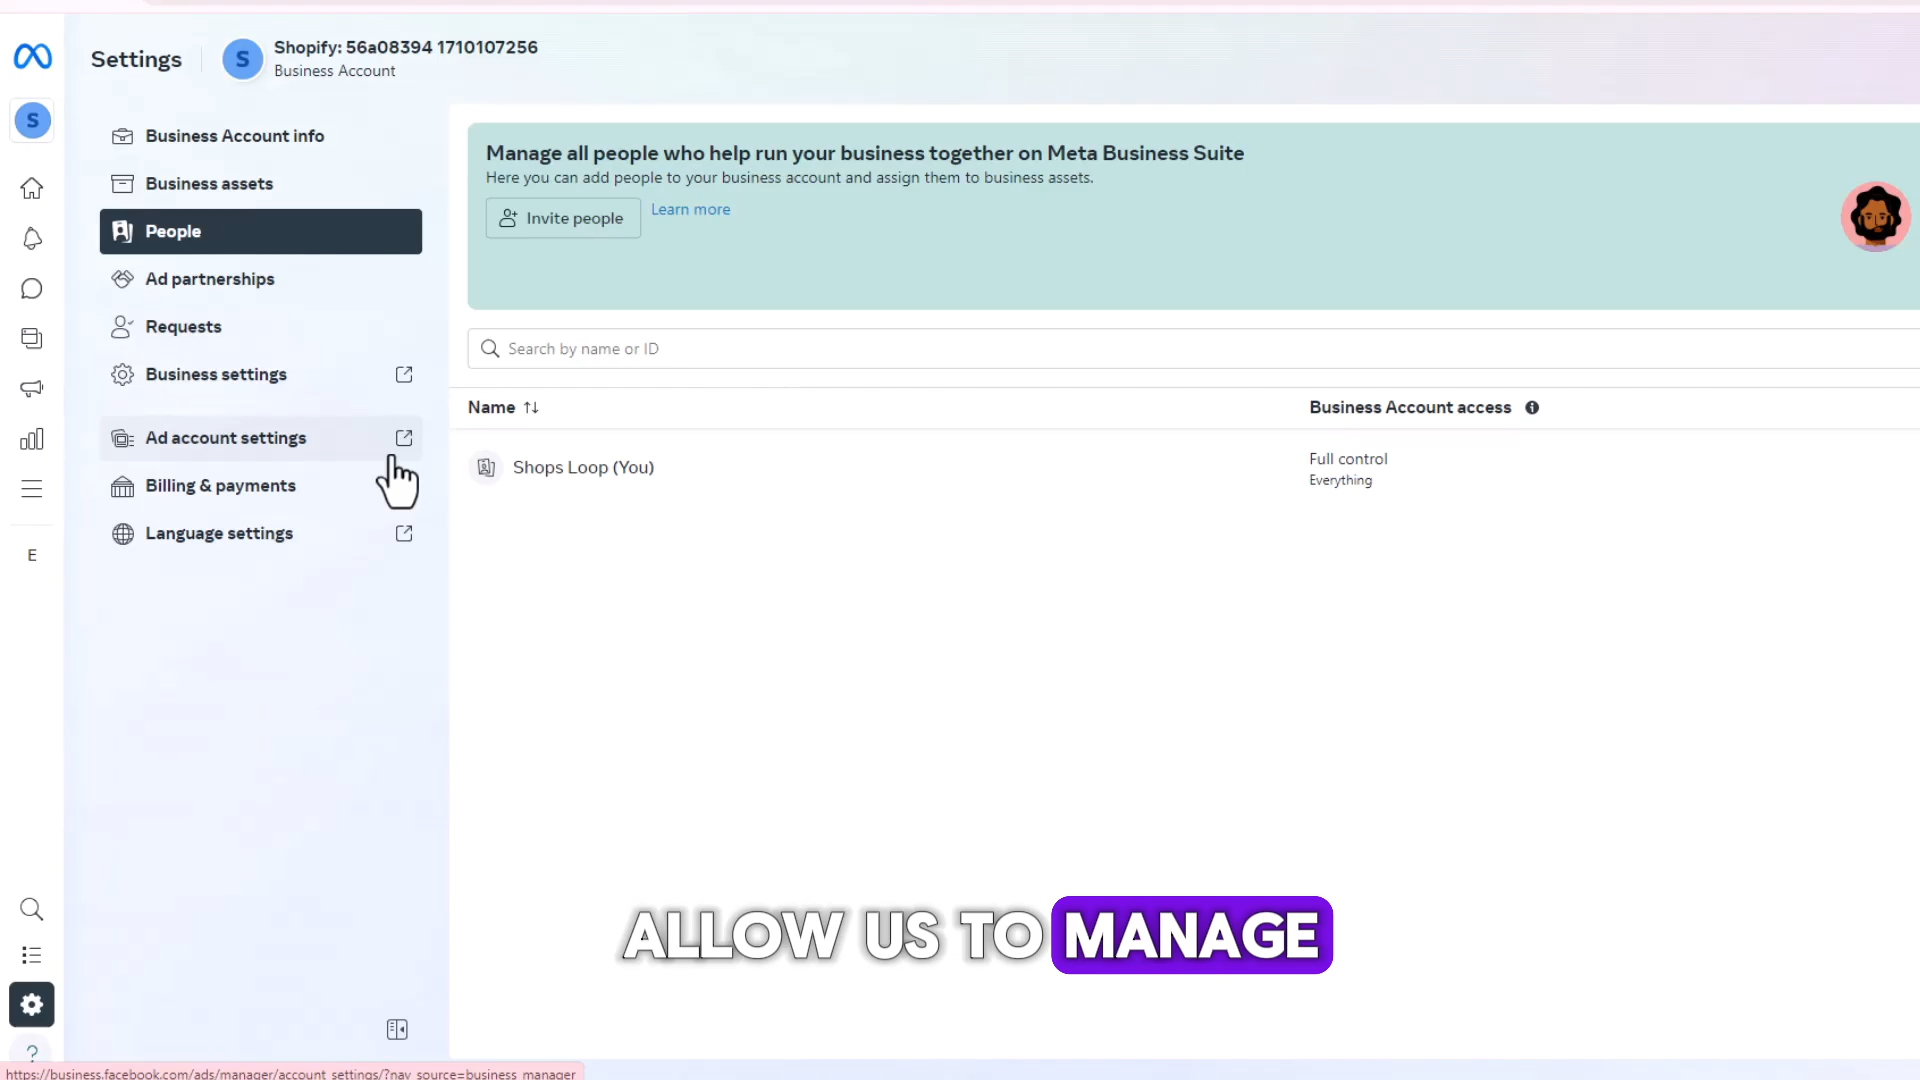 Settings
S
Shopify: 56a08394 1710107256
Business Account
S
Business Account info
Business assets
People
Ad partnerships
Requests
Business settings
Ad account settings
Billing & payments
Language settings
E
Manage all people who help run your business together on Meta Business Suite
Here you can add people to your business account and assign them to business assets.
Invite people
Learn more
Search by name or ID
Name
Business Account access
Shops Loop (You)
Full control
Everything
ALLOW US TO MANAGE
?
https://business.facebook.com/ads/manager/account_settings/?nav_source=business_manager